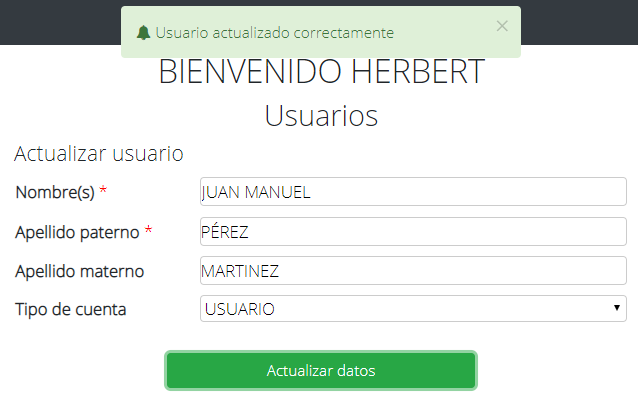 Usuario actualizado correctamente ×
BIENVENIDO HERBERT
Usuarios
Actualizar usuario
Nombre(s) * JUAN MANUEL
Apellido paterno * PÉREZ
Apellido materno MARTINEZ
Tipo de cuenta USUARIO
Actualizar datos